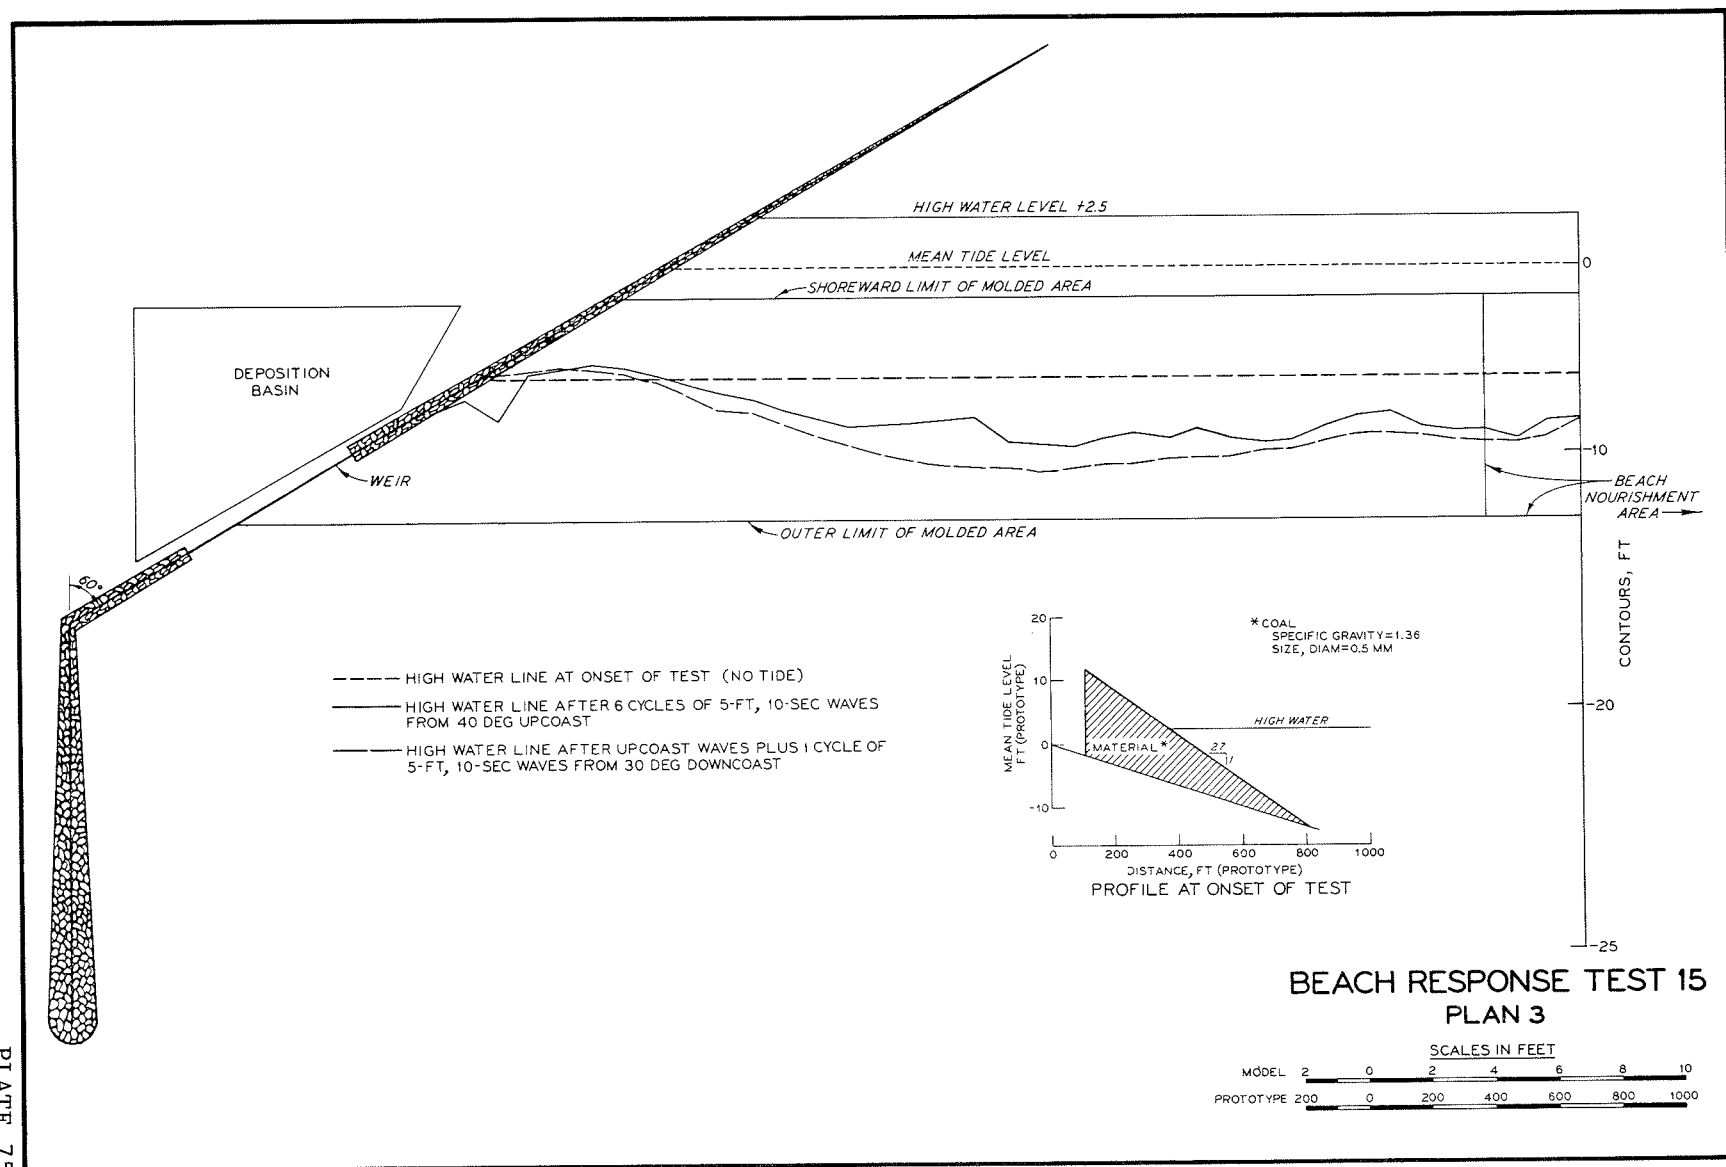 HIGH WATER LEVEL +2.5
MEAN TIDE LEVEL
0
SHOREWARD LIMIT OF MOLDED AREA
DEPOSITION
BASIN
-10
WEIR
BEACH
NOURISHMENT
AREA
OUTER LIMIT OF MOLDED AREA
CONTOURS, FT
60°
-20
-25
HIGH WATER LINE AT ONSET OF TEST (NO TIDE)
HIGH WATER LINE AFTER 6 CYCLES OF 5-FT, 10-SEC WAVES
FROM 40 DEG UPCOAST
HIGH WATER LINE AFTER UPCOAST WAVES PLUS 1 CYCLE OF
5-FT, 10-SEC WAVES FROM 30 DEG DOWNCOAST
*COAL
SPECIFIC GRAVITY=1.36
SIZE, DIAM=0.5 MM
MEAN TIDE LEVEL
FT (PROTOTYPE)
20
10
0
-10
HIGH WATER
MATERIAL*
27
1
0 200 400 600 800 1000
DISTANCE, FT (PROTOTYPE)
PROFILE AT ONSET OF TEST
BEACH RESPONSE TEST 15
PLAN 3
SCALES IN FEET
MODEL 2 0 2 4 6 8 10
PROTOTYPE 200 0 200 400 600 800 1000
PLATE